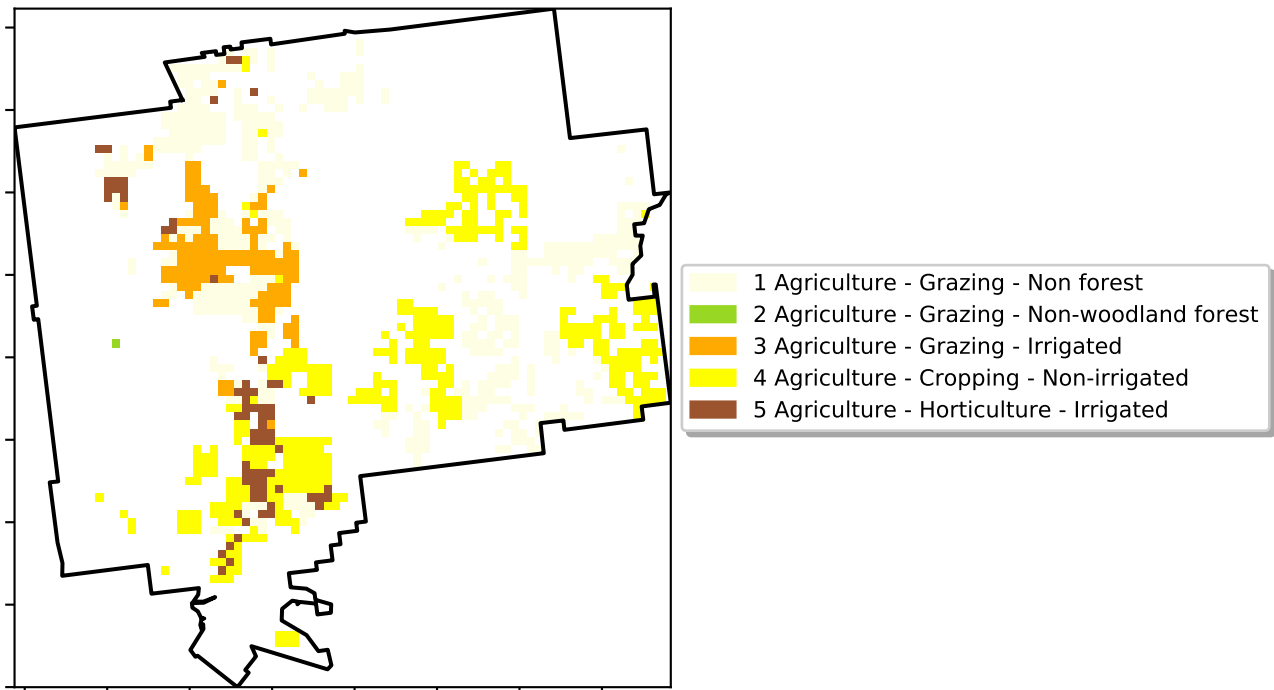 1 Agriculture - Grazing - Non forest
2 Agriculture - Grazing - Non-woodland forest
3 Agriculture - Grazing - Irrigated
4 Agriculture - Cropping - Non-irrigated
5 Agriculture - Horticulture - Irrigated